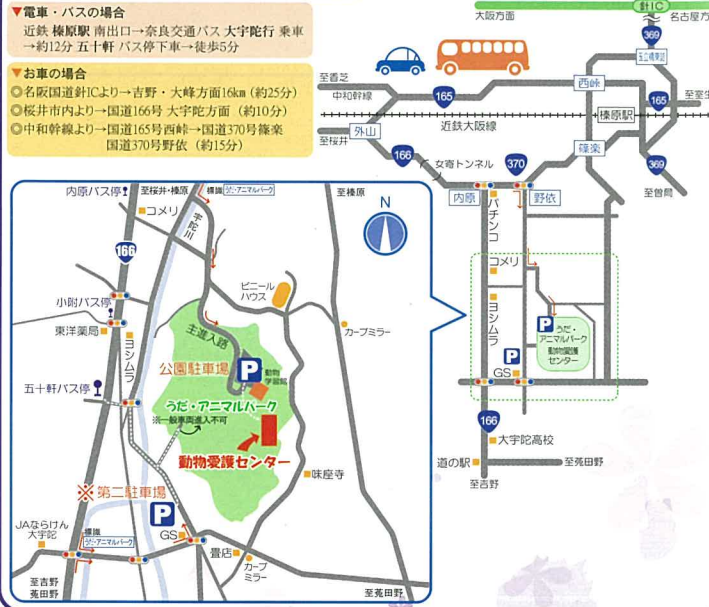 ▼電車・バスの場合
近鉄 榛原駅 南出口→奈良交通バス 大宇陀行 乗車
→約12分 五十軒 バス停下車→徒歩5分
▼お車の場合
◎名阪国道針ICより→吉野・大峰方面16km（約25分）
◎桜井市内より→国道166号 大宇陀方面（約10分）
◎中和幹線より→国道165号西峠→国道370号篠楽
国道370号野依（約15分）
大阪方面
針IC
名古屋方
369
至香芝
中和幹線
165
西峠
165
至室生
榛原駅
外山
近鉄大阪線
至桜井
166
女寄トンネル
370
篠楽
369
至曽爾
内原
野依
パチンコ
コメリ
ヨシムラ
P
うだ・
アニマルパーク
動物愛護
センター
P
GS
166
大宇陀高校
道の駅
至菟田野
至吉野
内原バス停
至桜井・榛原
標識
うだ・アニマルパーク
至榛原
N
コメリ
宇陀川
166
ビニール
ハウス
小附バス停
東洋薬局
ヨシムラ
主進入路
カーブミラー
公園駐車場
P
動物
学習館
五十軒バス停
うだ・アニマルパーク
※一般車両進入不可
動物愛護センター
味座寺
※第二駐車場
P
JAならけん
大宇陀
標識
うだ・アニマルパーク
GS
畳店
カーブ
ミラー
至吉野
菟田野
至菟田野